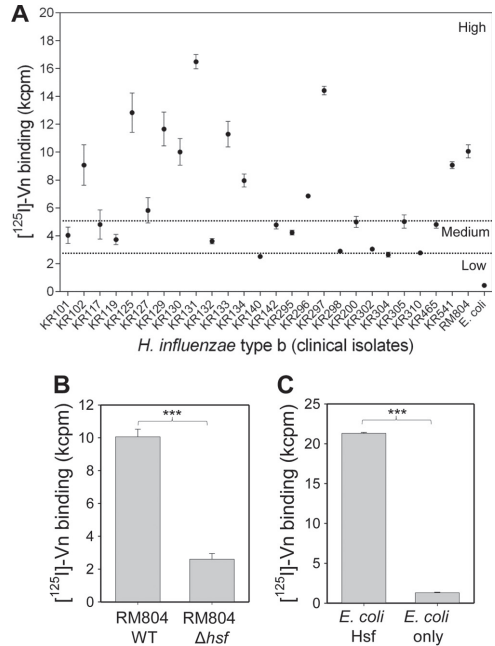 A
[125I]-Vn binding (kcpm)
20
18
16
14
12
10
8
6
4
2
0
High
Medium
Low
KR101
KR102
KR117
KR119
KR125
KR127
KR129
KR130
KR131
KR132
KR133
KR134
KR140
KR142
KR295
KR296
KR297
KR298
KR200
KR302
KR304
KR305
KR310
KR465
KR541
RM804
E. coli
H. influenzae type b (clinical isolates)
B
[125I]-Vn binding (kcpm)
12
10
8
6
4
2
0
***
RM804 RM804
WT Δhsf
C
[125I]-Vn binding (kcpm)
25
20
15
10
5
0
***
E. coli E. coli
Hsf only